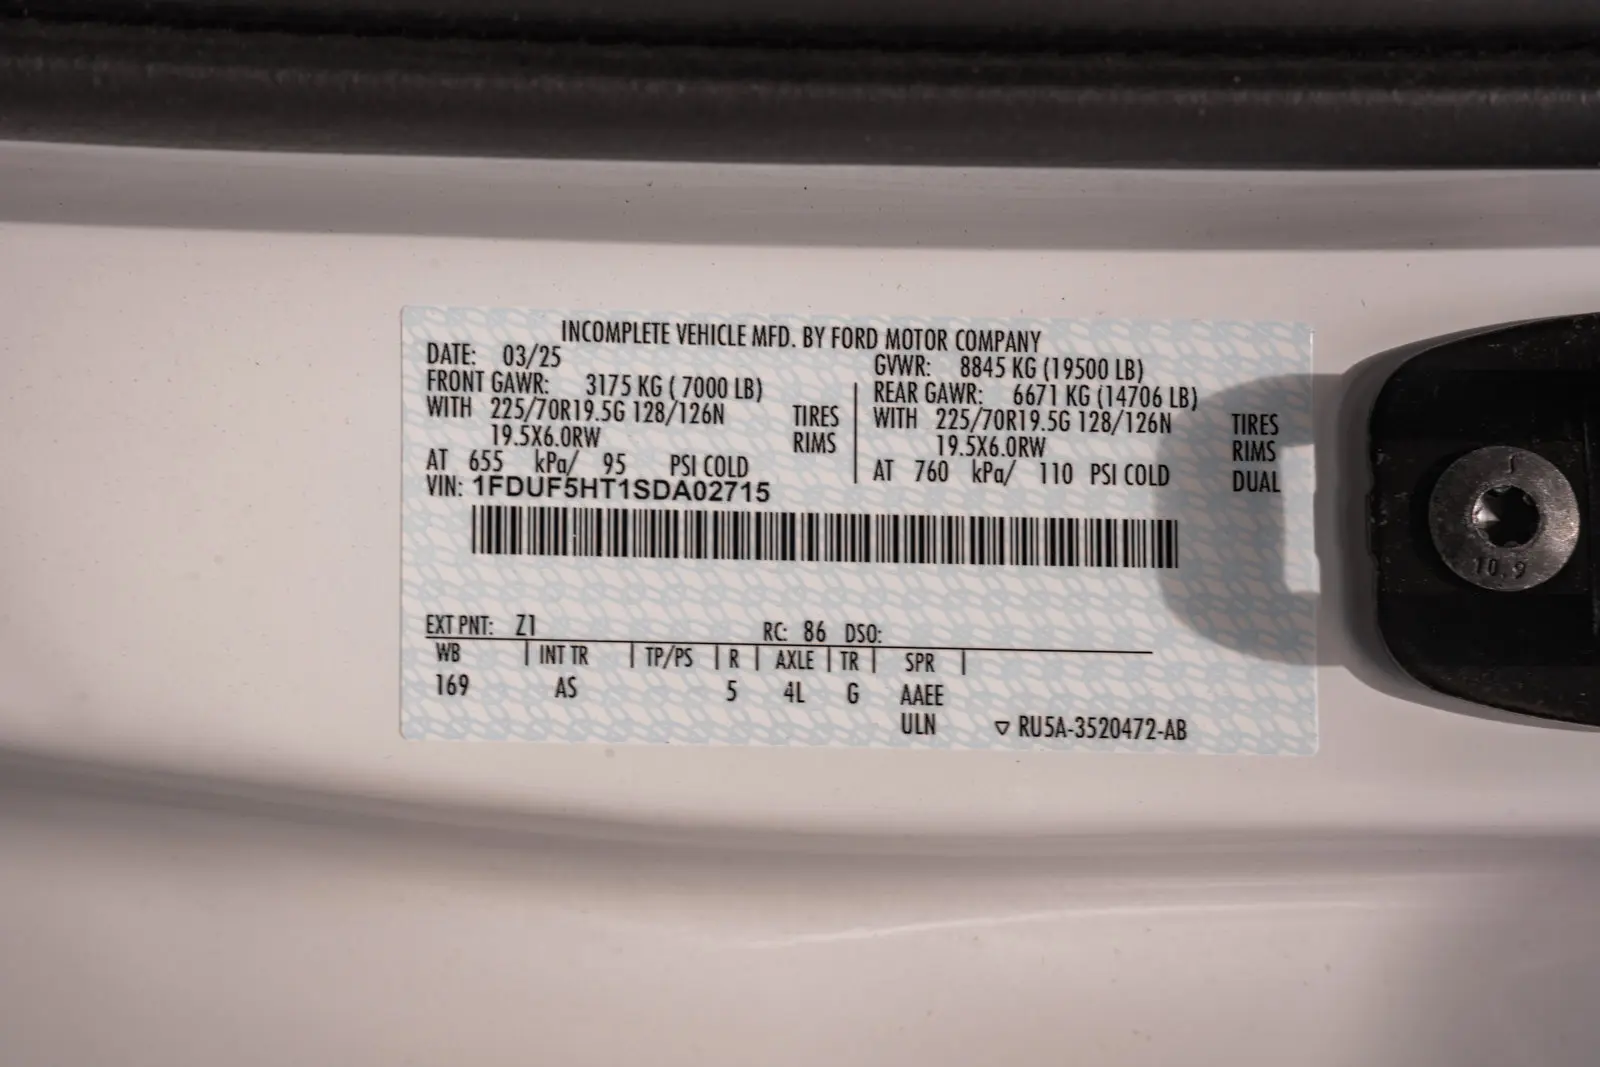 INCOMPLETE VEHICLE MFD. BY FORD MOTOR COMPANY
DATE: 03/25 GVWR: 8845 KG (19500 LB)
FRONT GAWR: 3175 KG ( 7000 LB) REAR GAWR: 6671 KG (14706 LB)
WITH 225/70R19.5G 128/126N TIRES WITH 225/70R19.5G 128/126N TIRES
19.5X6.0RW RIMS 19.5X6.0RW RIMS
AT 655 kPa/ 95 PSI COLD AT 760 kPa/ 110 PSI COLD DUAL
VIN: 1FDUF5HT1SDA02715
EXT PNT: Z1 RC: 86 DSO:
WB | INT TR | TP/PS | R | AXLE | TR | SPR |
169 AS 5 4L G AAEE
ULN ▽ RU5A-3520472-AB
10.9